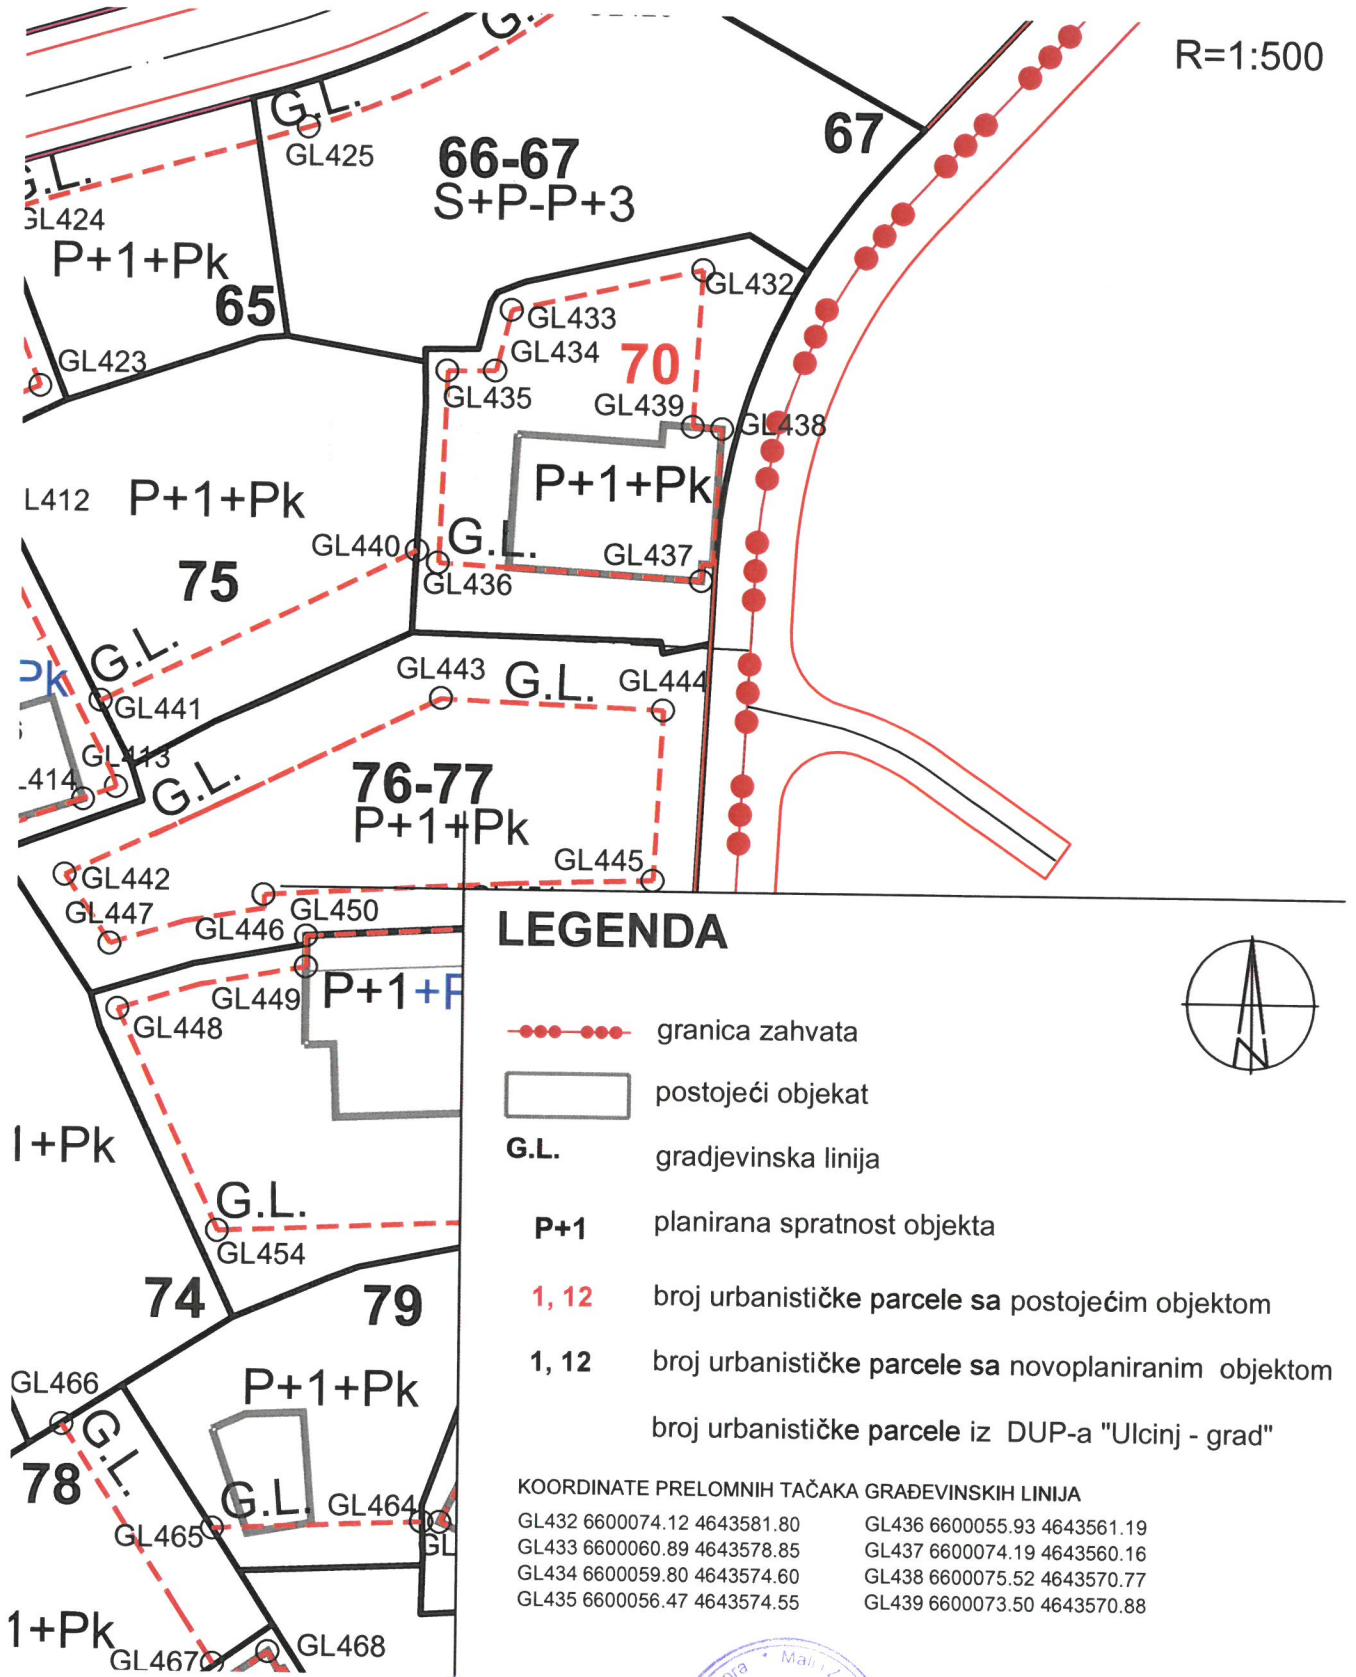 R=1:500
G.L.
G.L.
GL425
66-67
S+P-P+3
67
G.L.
GL424
P+1+Pk
65
GL432
GL433
GL434
70
GL423
GL435
GL439
GL438
P+1+Pk
L412
P+1+Pk
GL440
G.L.
GL437
75
GL436
G.L.
Pk
GL443
G.L.
GL444
GL441
GL413
414
G.L.
76-77
P+1+Pk
GL445
GL442
GL447
GL446
GL450
LEGENDA
GL449
P+1+P
GL448
granica zahvata
postojeći objekat
G.L. gradjevinska linija
1+Pk
G.L.
P+1 planirana spratnost objekta
GL454
74
79
1, 12 broj urbanističke parcele sa postojećim objektom
1, 12 broj urbanističke parcele sa novoplaniranim objektom
GL466
P+1+Pk
G.L.
broj urbanističke parcele iz DUP-a "Ulcinj - grad"
78
G.L.
GL464
GL465
GL
KOORDINATE PRELOMNIH TAČAKA GRAĐEVINSKIH LINIJA
GL432 6600074.12 4643581.80
GL433 6600060.89 4643578.85
GL434 6600059.80 4643574.60
GL435 6600056.47 4643574.55
GL436 6600055.93 4643561.19
GL437 6600074.19 4643560.16
GL438 6600075.52 4643570.77
GL439 6600073.50 4643570.88
1+Pk
GL467
GL468
N